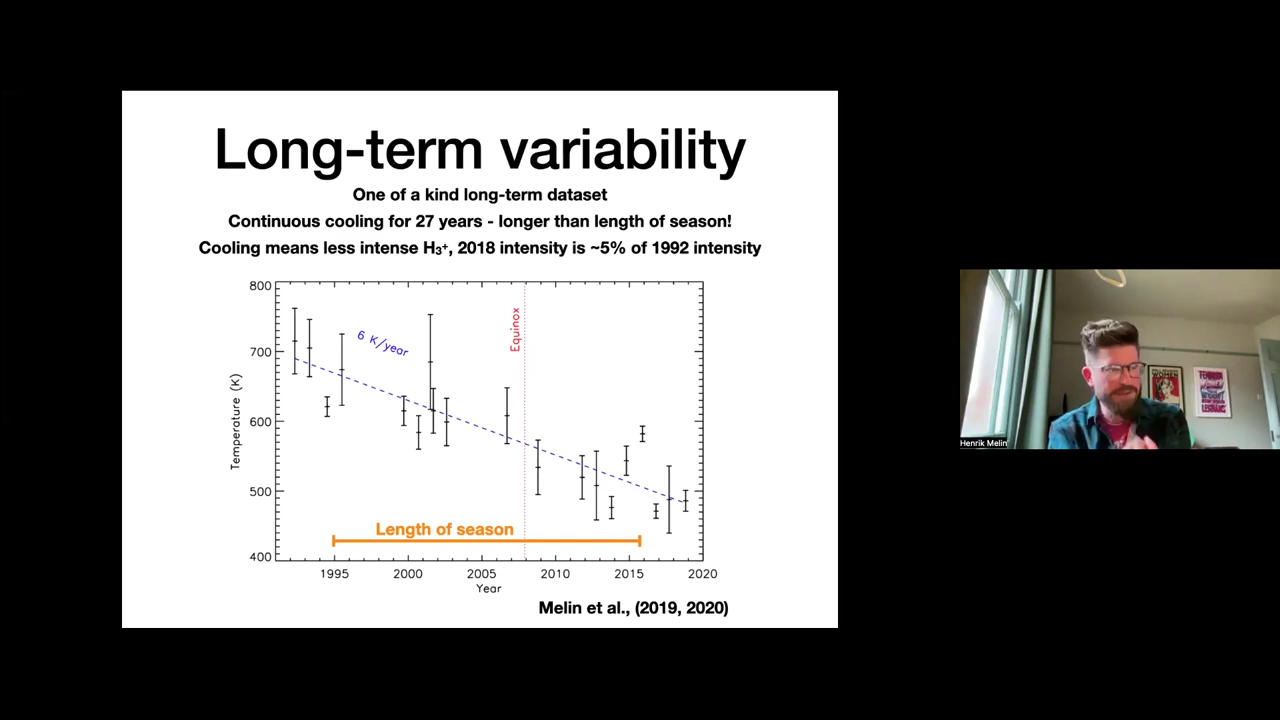 Long-term variability
One of a kind long-term dataset
Continuous cooling for 27 years - longer than length of season!
Cooling means less intense H₃⁺, 2018 intensity is ~5% of 1992 intensity
800
700
600
500
400
Temperature (K)
6 K/year
Equinox
Length of season
1995 2000 2005 2010 2015 2020
Year
Melin et al., (2019, 2020)
WOMEN
Henrik Melin